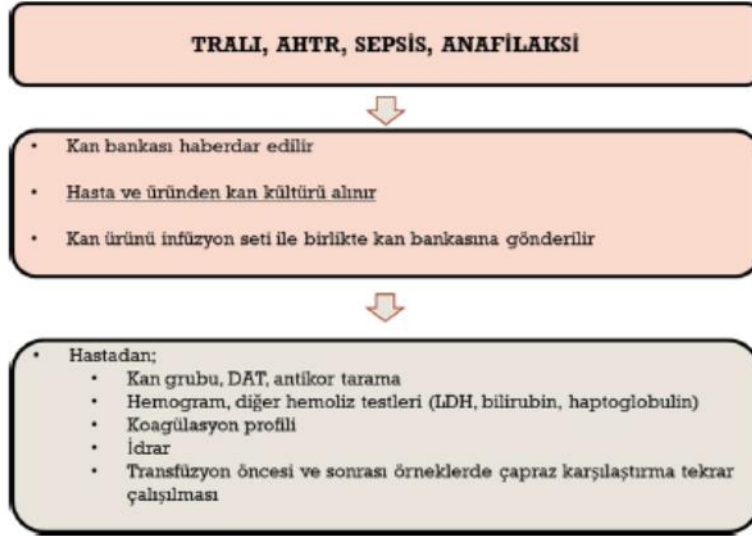 TRALI, AHTR, SEPSİS, ANAFİLAKSİ
• Kan bankası haberdar edilir
• Hasta ve üründen kan kültürü alınır
• Kan ürünü infüzyon seti ile birlikte kan bankasına gönderilir
• Hastadan;
• Kan grubu, DAT, antikor tarama
• Hemogram, diğer hemoliz testleri (LDH, bilirubin, haptoglobulin)
• Koagülasyon profili
• İdrar
• Transfüzyon öncesi ve sonrası örneklerde çapraz karşılaştırma tekrar
çalışılması